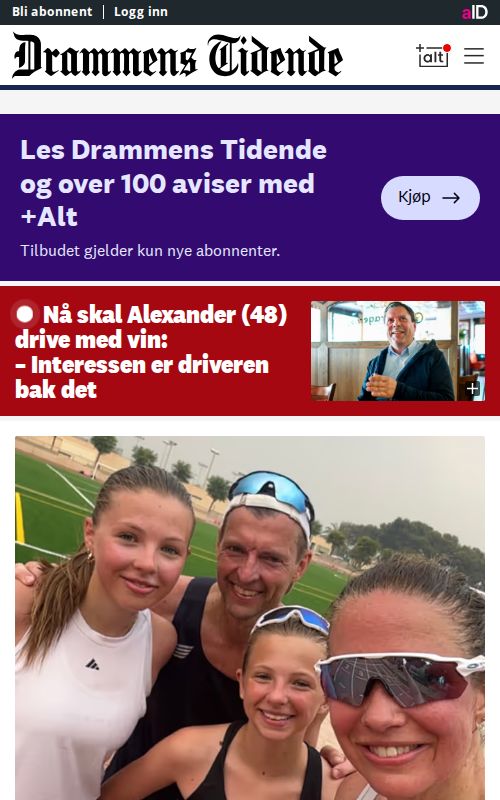 Bli abonnent
Logg inn
aID
Drammens Tidende
+alt
Les Drammens Tidende
og over 100 aviser med
+Alt
Kjøp
Tilbudet gjelder kun nye abonnenter.
Nå skal Alexander (48)
drive med vin:
– Interessen er driveren
bak det